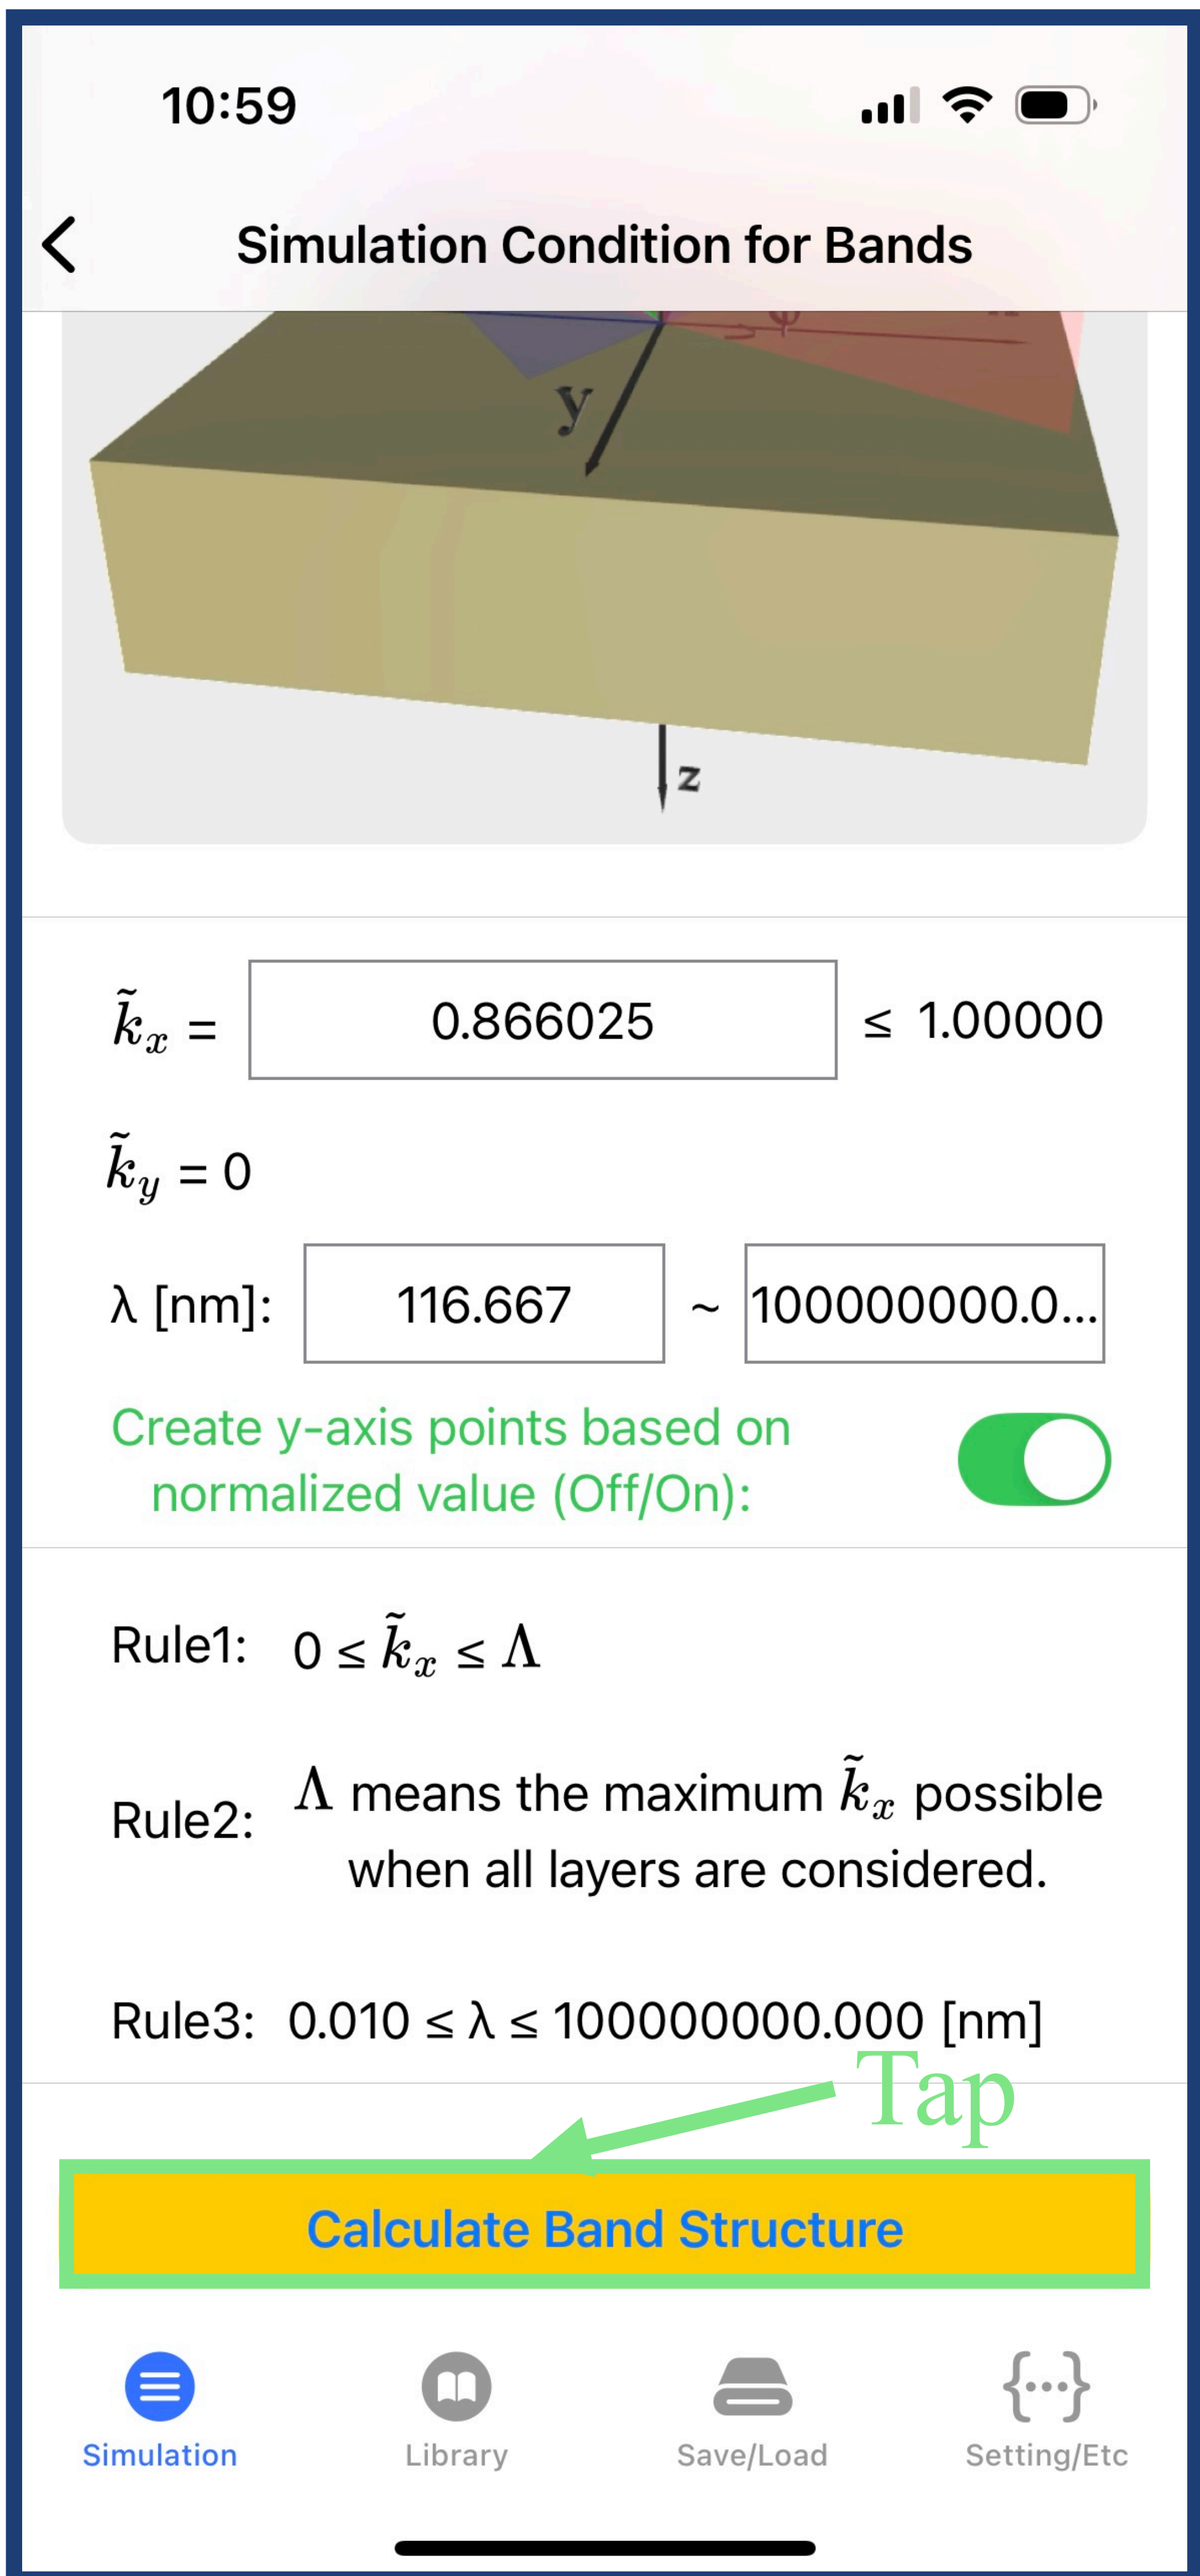 10:59
Simulation Condition for Bands
φ
y
z
k̃ₓ = 0.866025 ≤ 1.00000
k̃ᵧ = 0
λ [nm]: 116.667 ~ 100000000.0...
Create y-axis points based on
normalized value (Off/On):
Rule1: 0 ≤ k̃ₓ ≤ Λ
Rule2: Λ means the maximum k̃ₓ possible
when all layers are considered.
Rule3: 0.010 ≤ λ ≤ 100000000.000 [nm]
Tap
Calculate Band Structure
Simulation Library Save/Load Setting/Etc